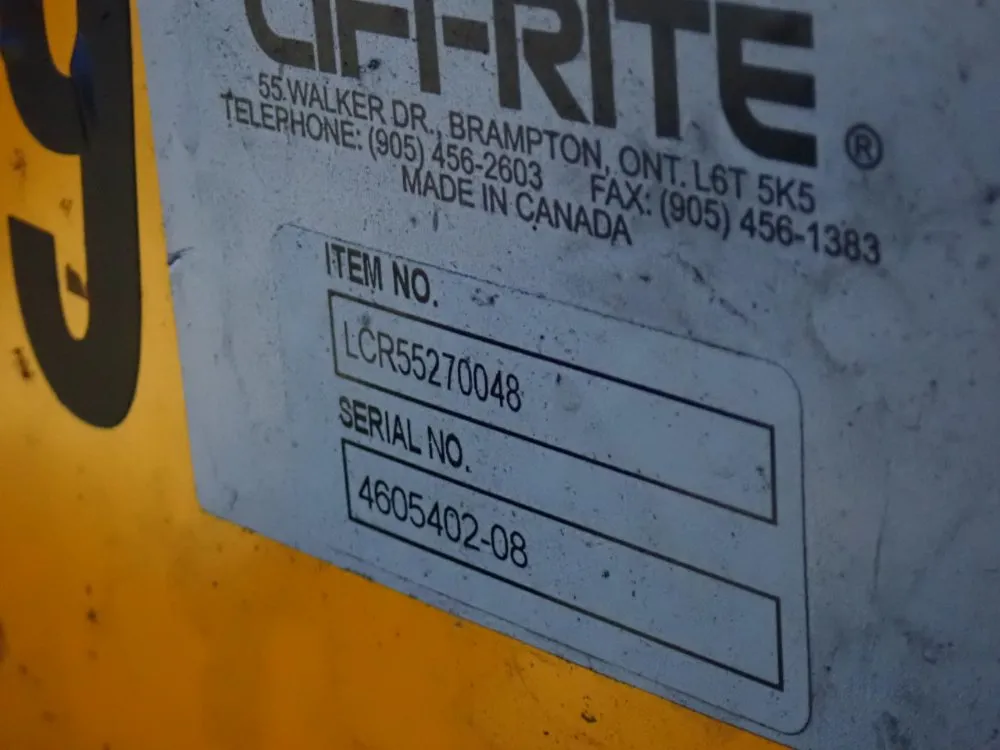 9
LIFT-RITE ®
55 WALKER DR., BRAMPTON, ONT. L6T 5K5
TELEPHONE: (905) 456-2603 FAX: (905) 456-1383
MADE IN CANADA
ITEM NO.
LCR55270048
SERIAL NO.
4605402-08